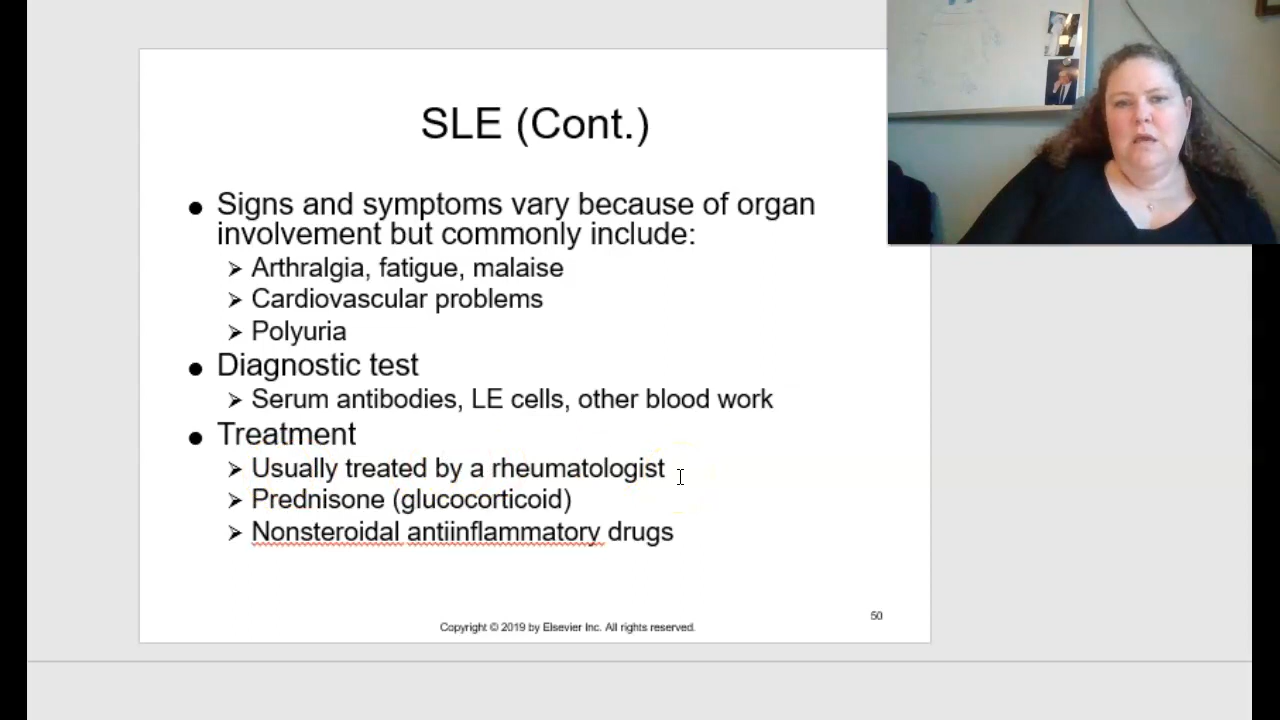 SLE (Cont.)
● Signs and symptoms vary because of organ
involvement but commonly include:
➢ Arthralgia, fatigue, malaise
➢ Cardiovascular problems
➢ Polyuria
● Diagnostic test
➢ Serum antibodies, LE cells, other blood work
● Treatment
➢ Usually treated by a rheumatologist
➢ Prednisone (glucocorticoid)
➢ Nonsteroidal antiinflammatory drugs
50
Copyright © 2019 by Elsevier Inc. All rights reserved.